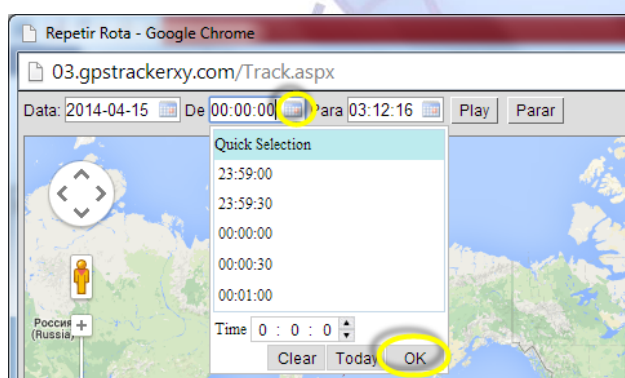 Repetir Rota - Google Chrome
03.gpstrackerxy.com/Track.aspx
Data: 2014-04-15 De 00:00:00 Para 03:12:16 Play Parar
Quick Selection
23:59:00
23:59:30
00:00:00
00:00:30
00:01:00
Time 0 : 0 : 0
Clear Today OK
Россия
(Russia)